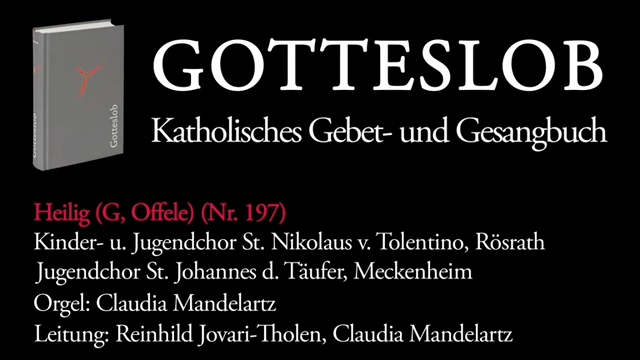 GOTTESLOB
Katholisches Gebet- und Gesangbuch
Gotteslob
Heilig (G, Offele) (Nr. 197)
Kinder- u. Jugendchor St. Nikolaus v. Tolentino, Rösrath
Jugendchor St. Johannes d. Täufer, Meckenheim
Orgel: Claudia Mandelartz
Leitung: Reinhild Jovari-Tholen, Claudia Mandelartz